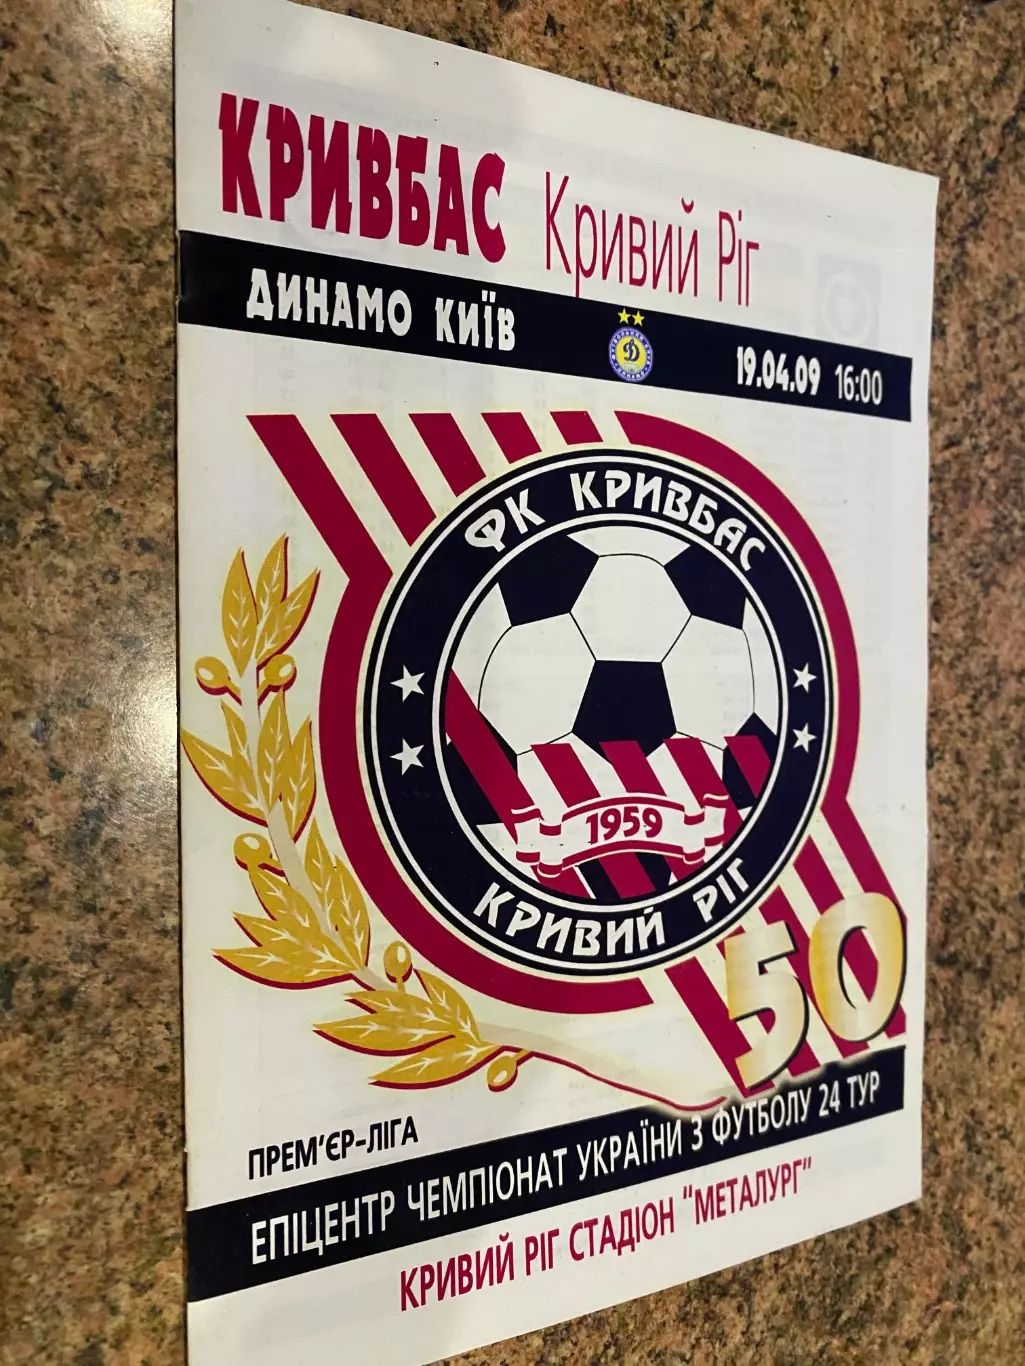 КРИВБАС Кривий Ріг
ДИНАМО КИЇВ 19.04.09 16:00
ФК КРИВБАС
1959
КРИВИЙ РІГ
50
ПРЕМ'ЄР-ЛІГА
ЕПІЦЕНТР ЧЕМПІОНАТ УКРАЇНИ З ФУТБОЛУ 24 ТУР
КРИВИЙ РІГ СТАДІОН "МЕТАЛУРГ"